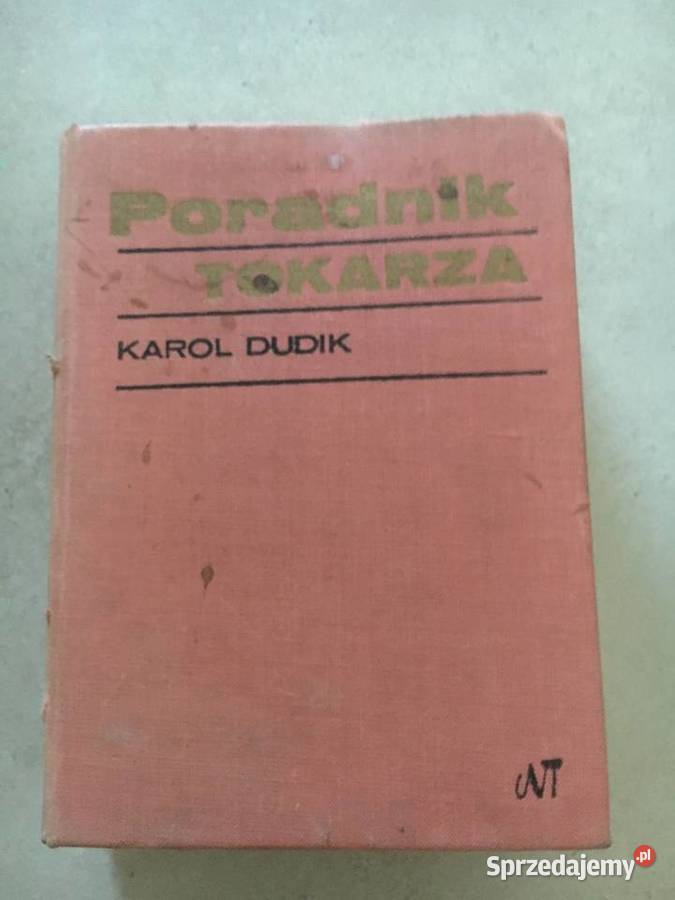 Poradnik
TOKARZA
KAROL DUDIK
WNT
Sprzedajemy.pl